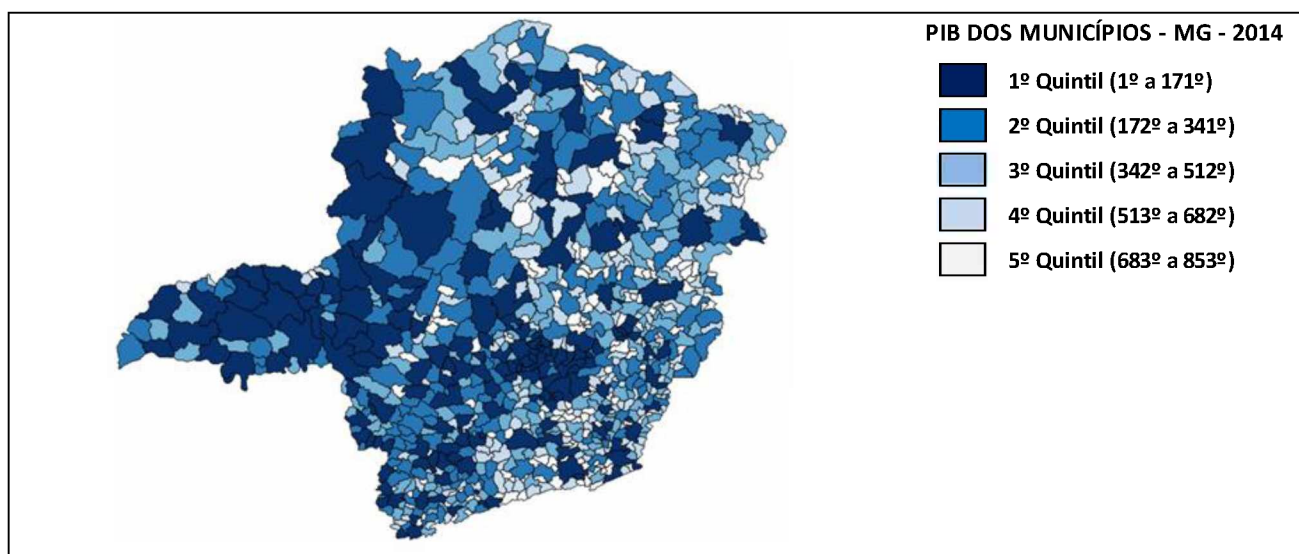 PIB DOS MUNICÍPIOS - MG - 2014
1º Quintil (1º a 171º)
2º Quintil (172º a 341º)
3º Quintil (342º a 512º)
4º Quintil (513º a 682º)
5º Quintil (683º a 853º)